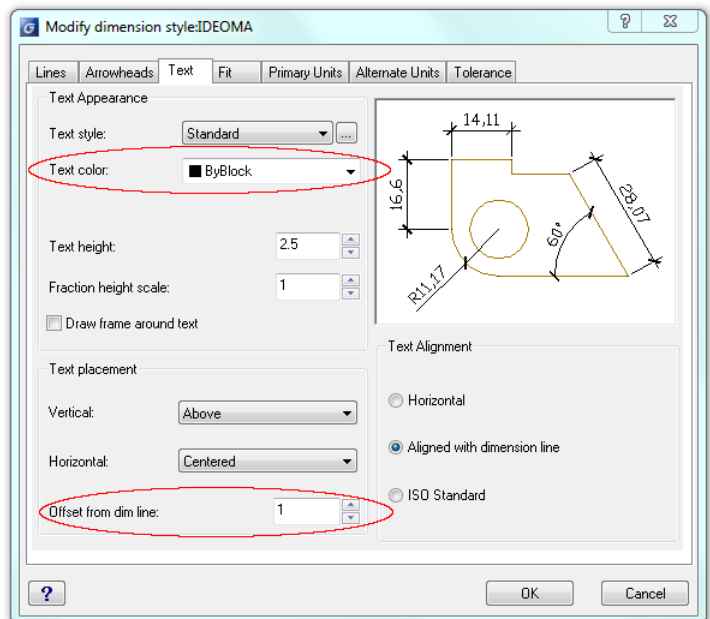 Modify dimension style:IDEOMA
Lines Arrowheads Text Fit Primary Units Alternate Units Tolerance
Text Appearance
Text style: Standard ...
Text color: ByBlock
Text height: 2.5
Fraction height scale: 1
Draw frame around text
14,11
16,6
28,07
60°
R11,17
Text placement
Vertical: Above
Horizontal: Centered
Offset from dim line: 1
Text Alignment
Horizontal
Aligned with dimension line
ISO Standard
? OK Cancel